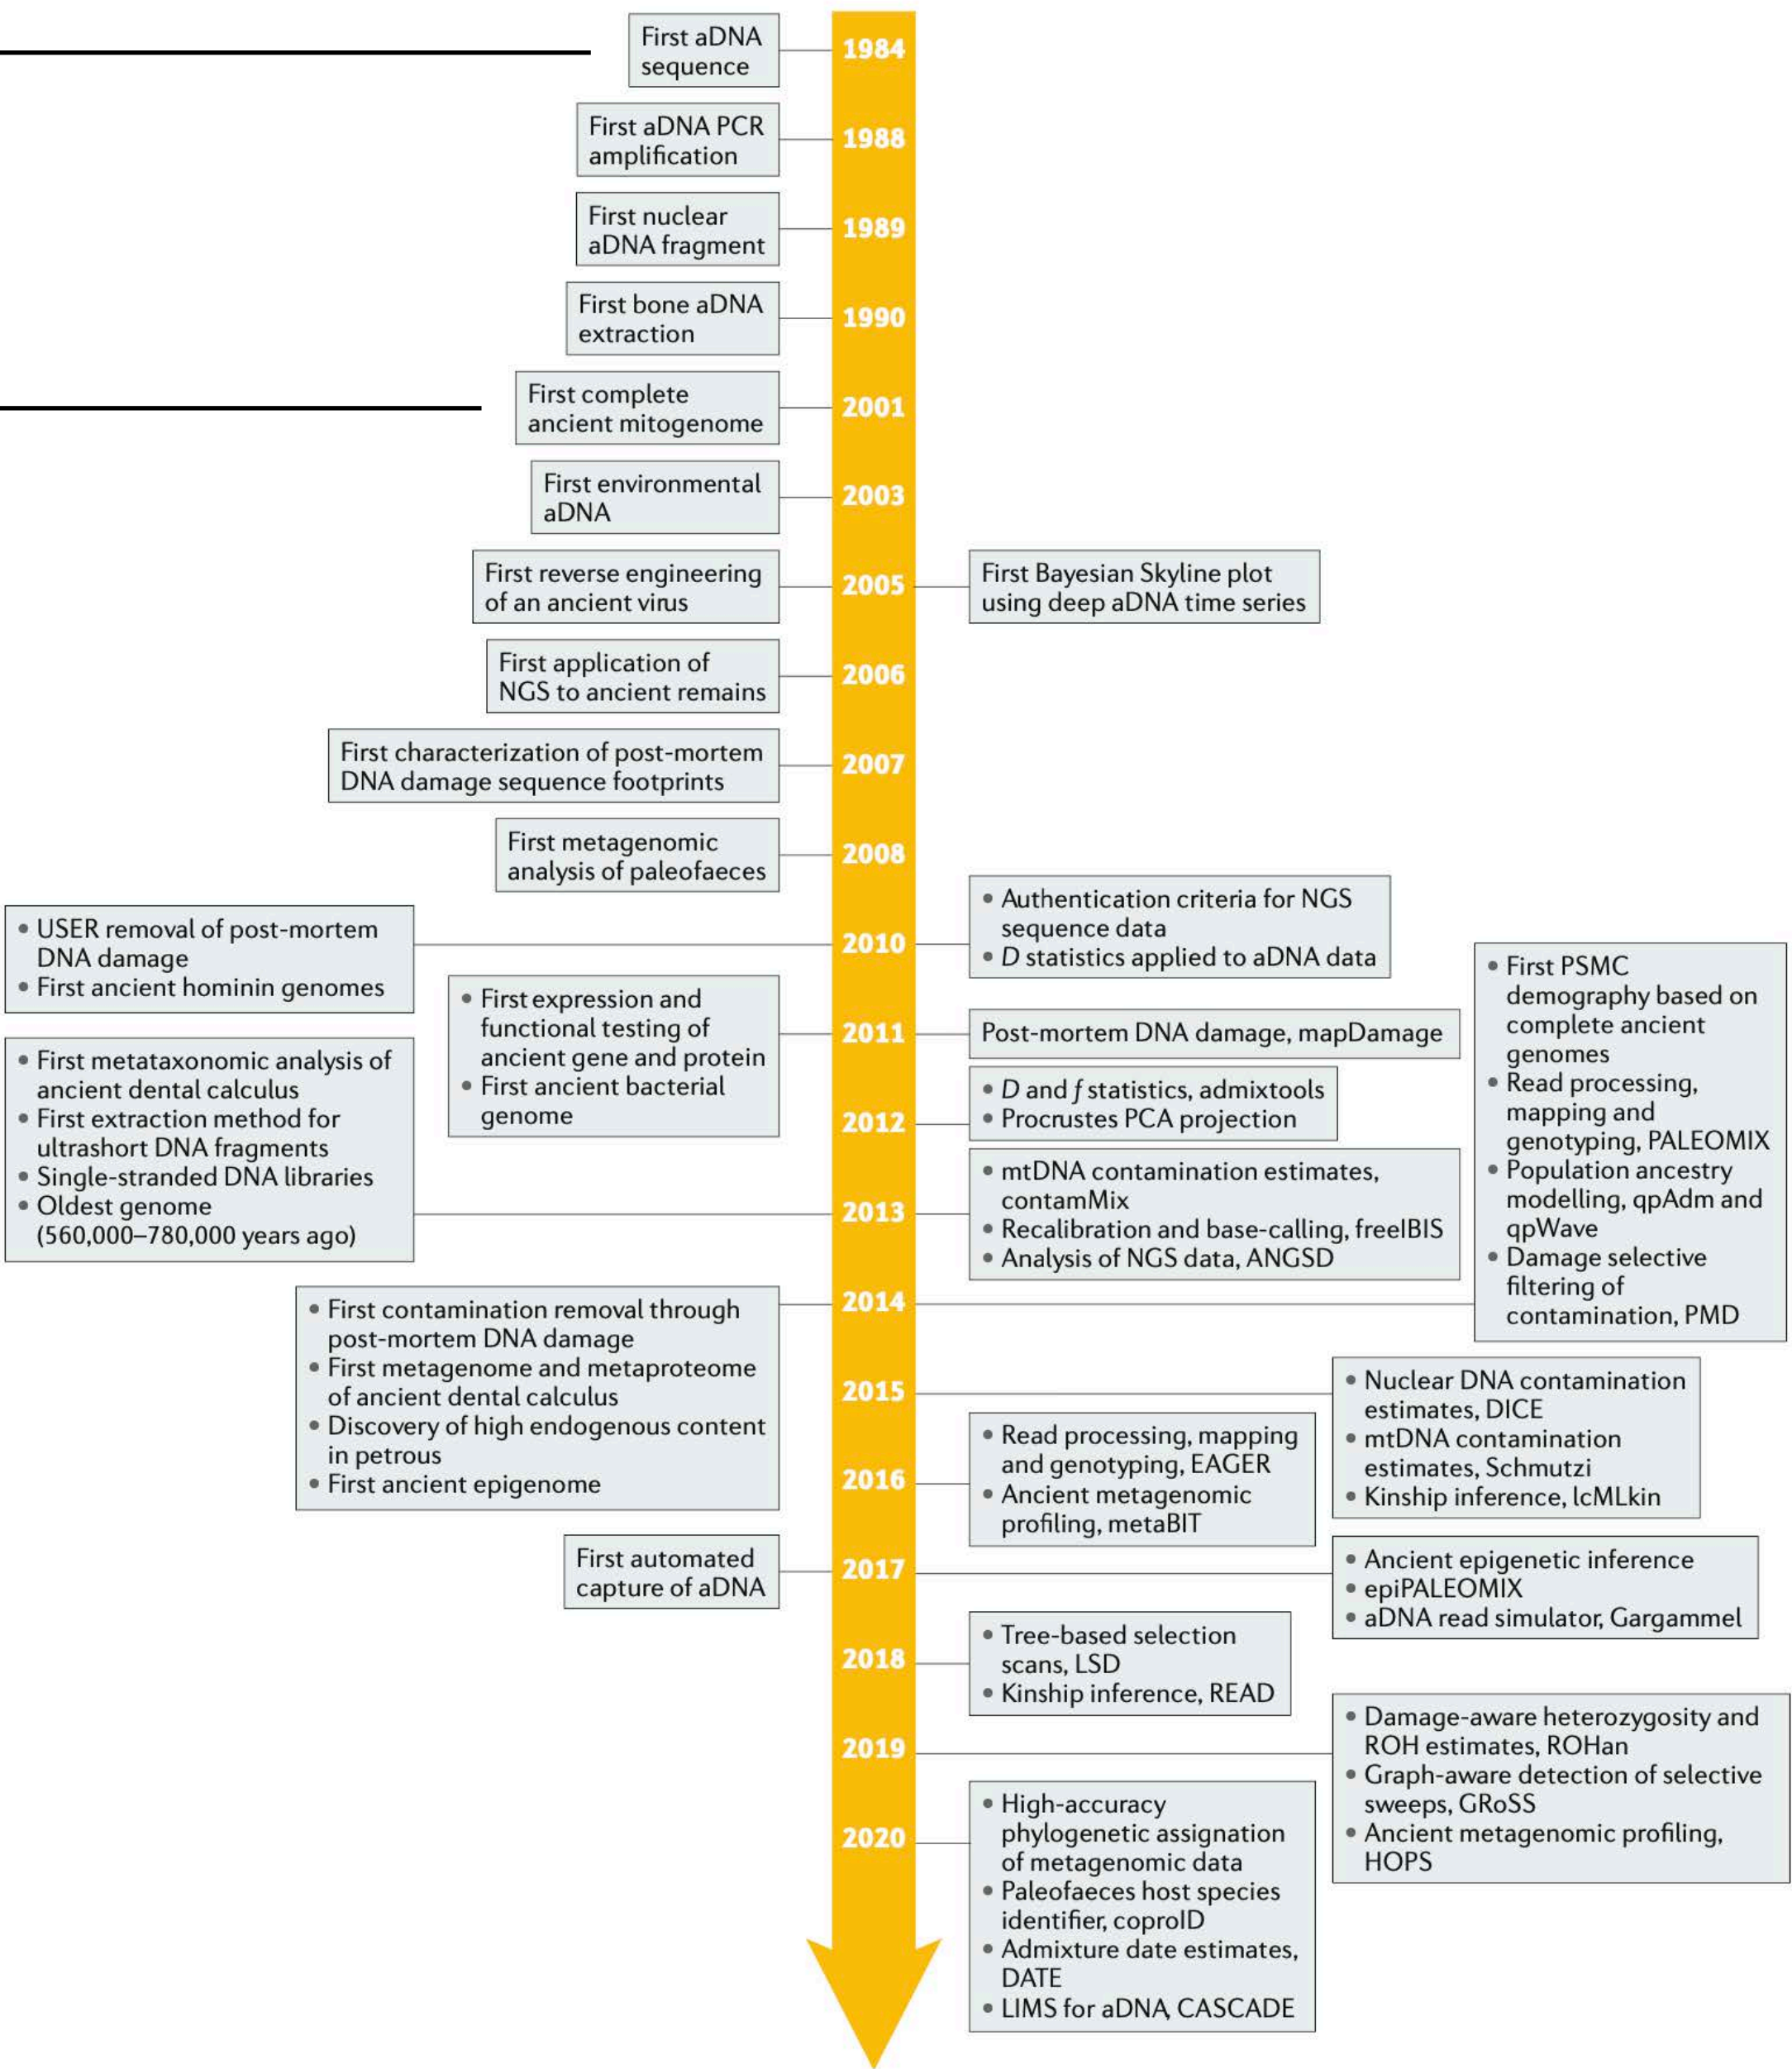 First aDNA
sequence
1984
First aDNA PCR
amplification
1988
First nuclear
aDNA fragment
1989
First bone aDNA
extraction
1990
First complete
ancient mitogenome
2001
First environmental
aDNA
2003
First reverse engineering
of an ancient virus
2005
First Bayesian Skyline plot
using deep aDNA time series
First application of
NGS to ancient remains
2006
First characterization of post-mortem
DNA damage sequence footprints
2007
First metagenomic
analysis of paleofaeces
2008
• USER removal of post-mortem
DNA damage
• First ancient hominin genomes
2010
• Authentication criteria for NGS
sequence data
• D statistics applied to aDNA data
• First expression and
functional testing of
ancient gene and protein
• First ancient bacterial
genome
2011
Post-mortem DNA damage, mapDamage
2012
• D and f statistics, admixtools
• Procrustes PCA projection
• First metataxonomic analysis of
ancient dental calculus
• First extraction method for
ultrashort DNA fragments
• Single-stranded DNA libraries
• Oldest genome
(560,000–780,000 years ago)
2013
• mtDNA contamination estimates,
contamMix
• Recalibration and base-calling, freeIBIS
• Analysis of NGS data, ANGSD
• First contamination removal through
post-mortem DNA damage
• First metagenome and metaproteome
of ancient dental calculus
• Discovery of high endogenous content
in petrous
• First ancient epigenome
2014
• First PSMC
demography based on
complete ancient
genomes
• Read processing,
mapping and
genotyping, PALEOMIX
• Population ancestry
modelling, qpAdm and
qpWave
• Damage selective
filtering of
contamination, PMD
2015
• Nuclear DNA contamination
estimates, DICE
• mtDNA contamination
estimates, Schmutzi
• Kinship inference, lcMLkin
2016
• Read processing, mapping
and genotyping, EAGER
• Ancient metagenomic
profiling, metaBIT
First automated
capture of aDNA
2017
• Ancient epigenetic inference
• epiPALEOMIX
• aDNA read simulator, Gargammel
2018
• Tree-based selection
scans, LSD
• Kinship inference, READ
2019
• Damage-aware heterozygosity and
ROH estimates, ROHan
• Graph-aware detection of selective
sweeps, GRoSS
• Ancient metagenomic profiling,
HOPS
2020
• High-accuracy
phylogenetic assignation
of metagenomic data
• Paleofaeces host species
identifier, coproID
• Admixture date estimates,
DATE
• LIMS for aDNA, CASCADE